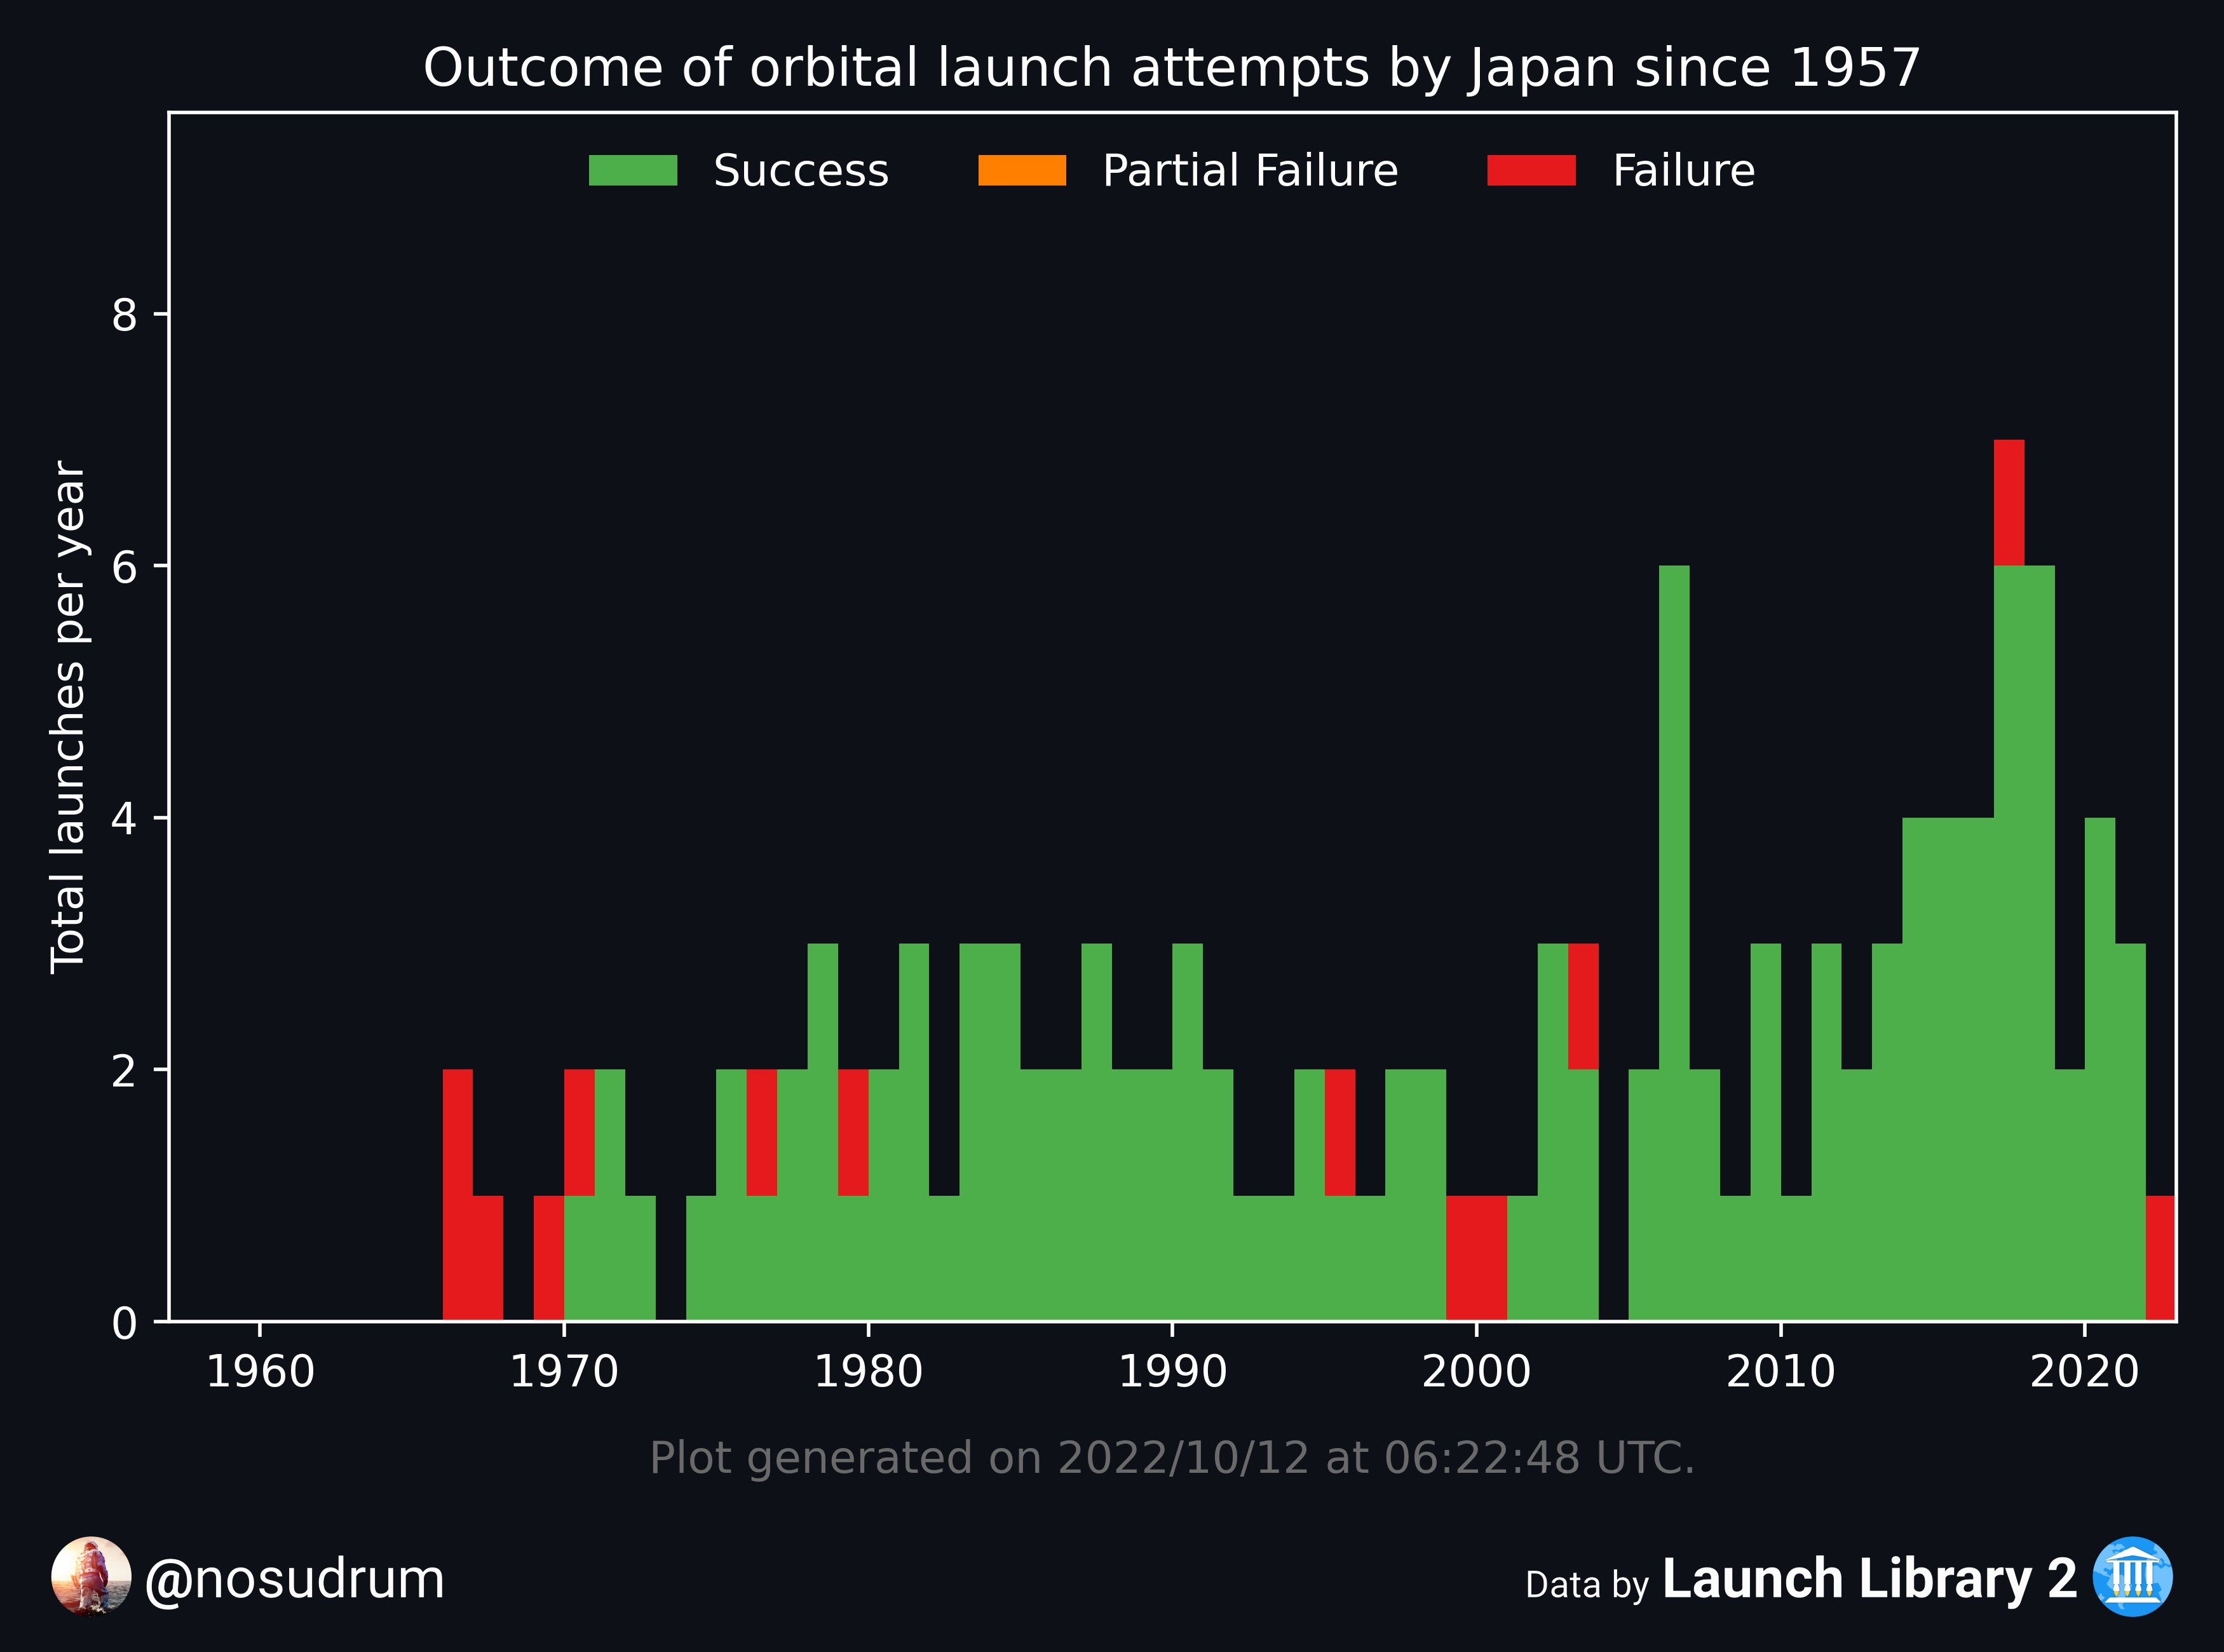 Outcome of orbital launch attempts by Japan since 1957
Success Partial Failure Failure
Total launches per year
8
6
4
2
0
1960 1970 1980 1990 2000 2010 2020
Plot generated on 2022/10/12 at 06:22:48 UTC.
@nosudrum
Data by Launch Library 2